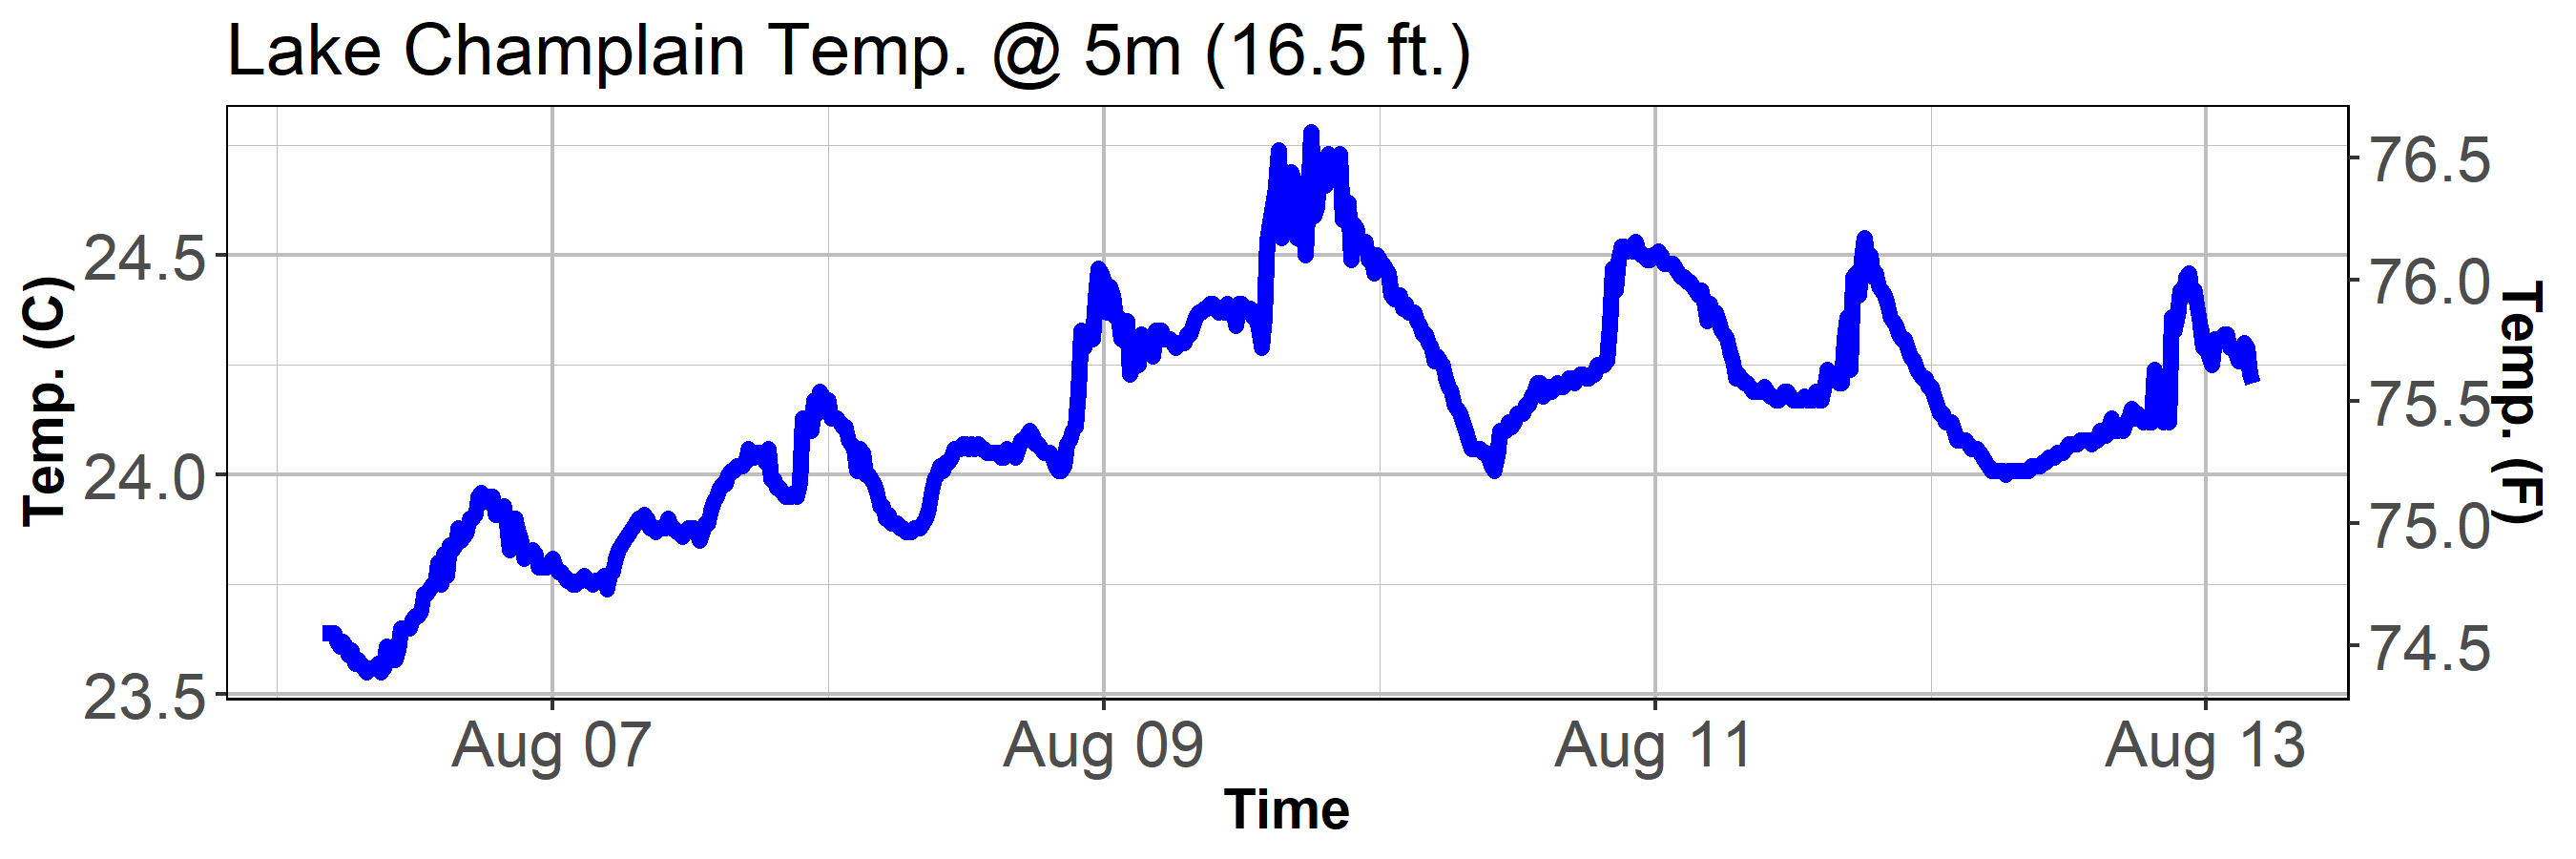 Lake Champlain Temp. @ 5m (16.5 ft.)
Temp. (C)
24.5
24.0
23.5
76.5
76.0
75.5
75.0
74.5
Temp. (F)
Aug 07
Aug 09
Aug 11
Aug 13
Time